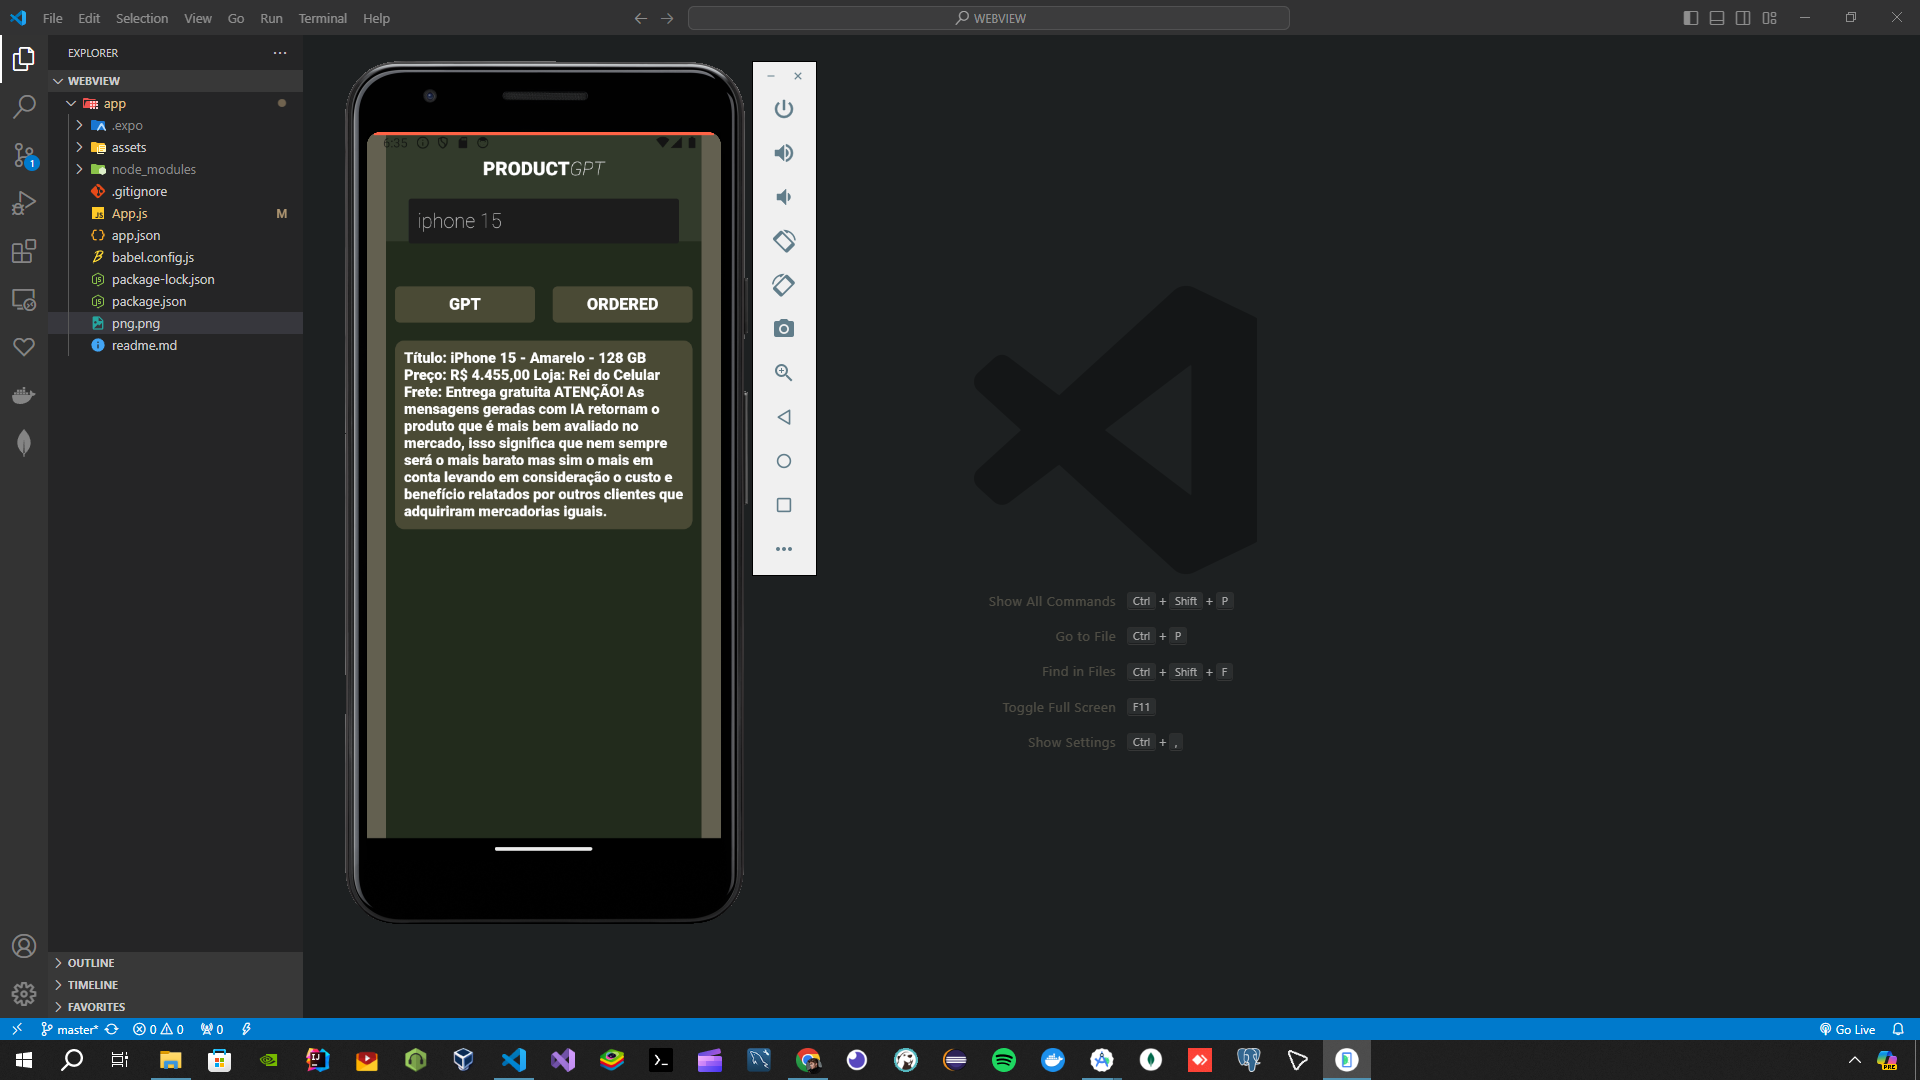 File Edit Selection View Go Run Terminal Help
WEBVIEW
EXPLORER
WEBVIEW
app
.expo
assets
node_modules
.gitignore
App.js M
app.json
babel.config.js
package-lock.json
package.json
png.png
readme.md
1
OUTLINE
TIMELINE
FAVORITES
6:35
PRODUCTGPT
iphone 15
GPT
ORDERED
Título: iPhone 15 - Amarelo - 128 GB
Preço: R$ 4.455,00 Loja: Rei do Celular
Frete: Entrega gratuita ATENÇÃO! As
mensagens geradas com IA retornam o
produto que é mais bem avaliado no
mercado, isso significa que nem sempre
será o mais barato mas sim o mais em
conta levando em consideração o custo e
benefício relatados por outros clientes que
adquiriram mercadorias iguais.
Show All Commands Ctrl + Shift + P
Go to File Ctrl + P
Find in Files Ctrl + Shift + F
Toggle Full Screen F11
Show Settings Ctrl + ,
master* 0 0 0
Go Live